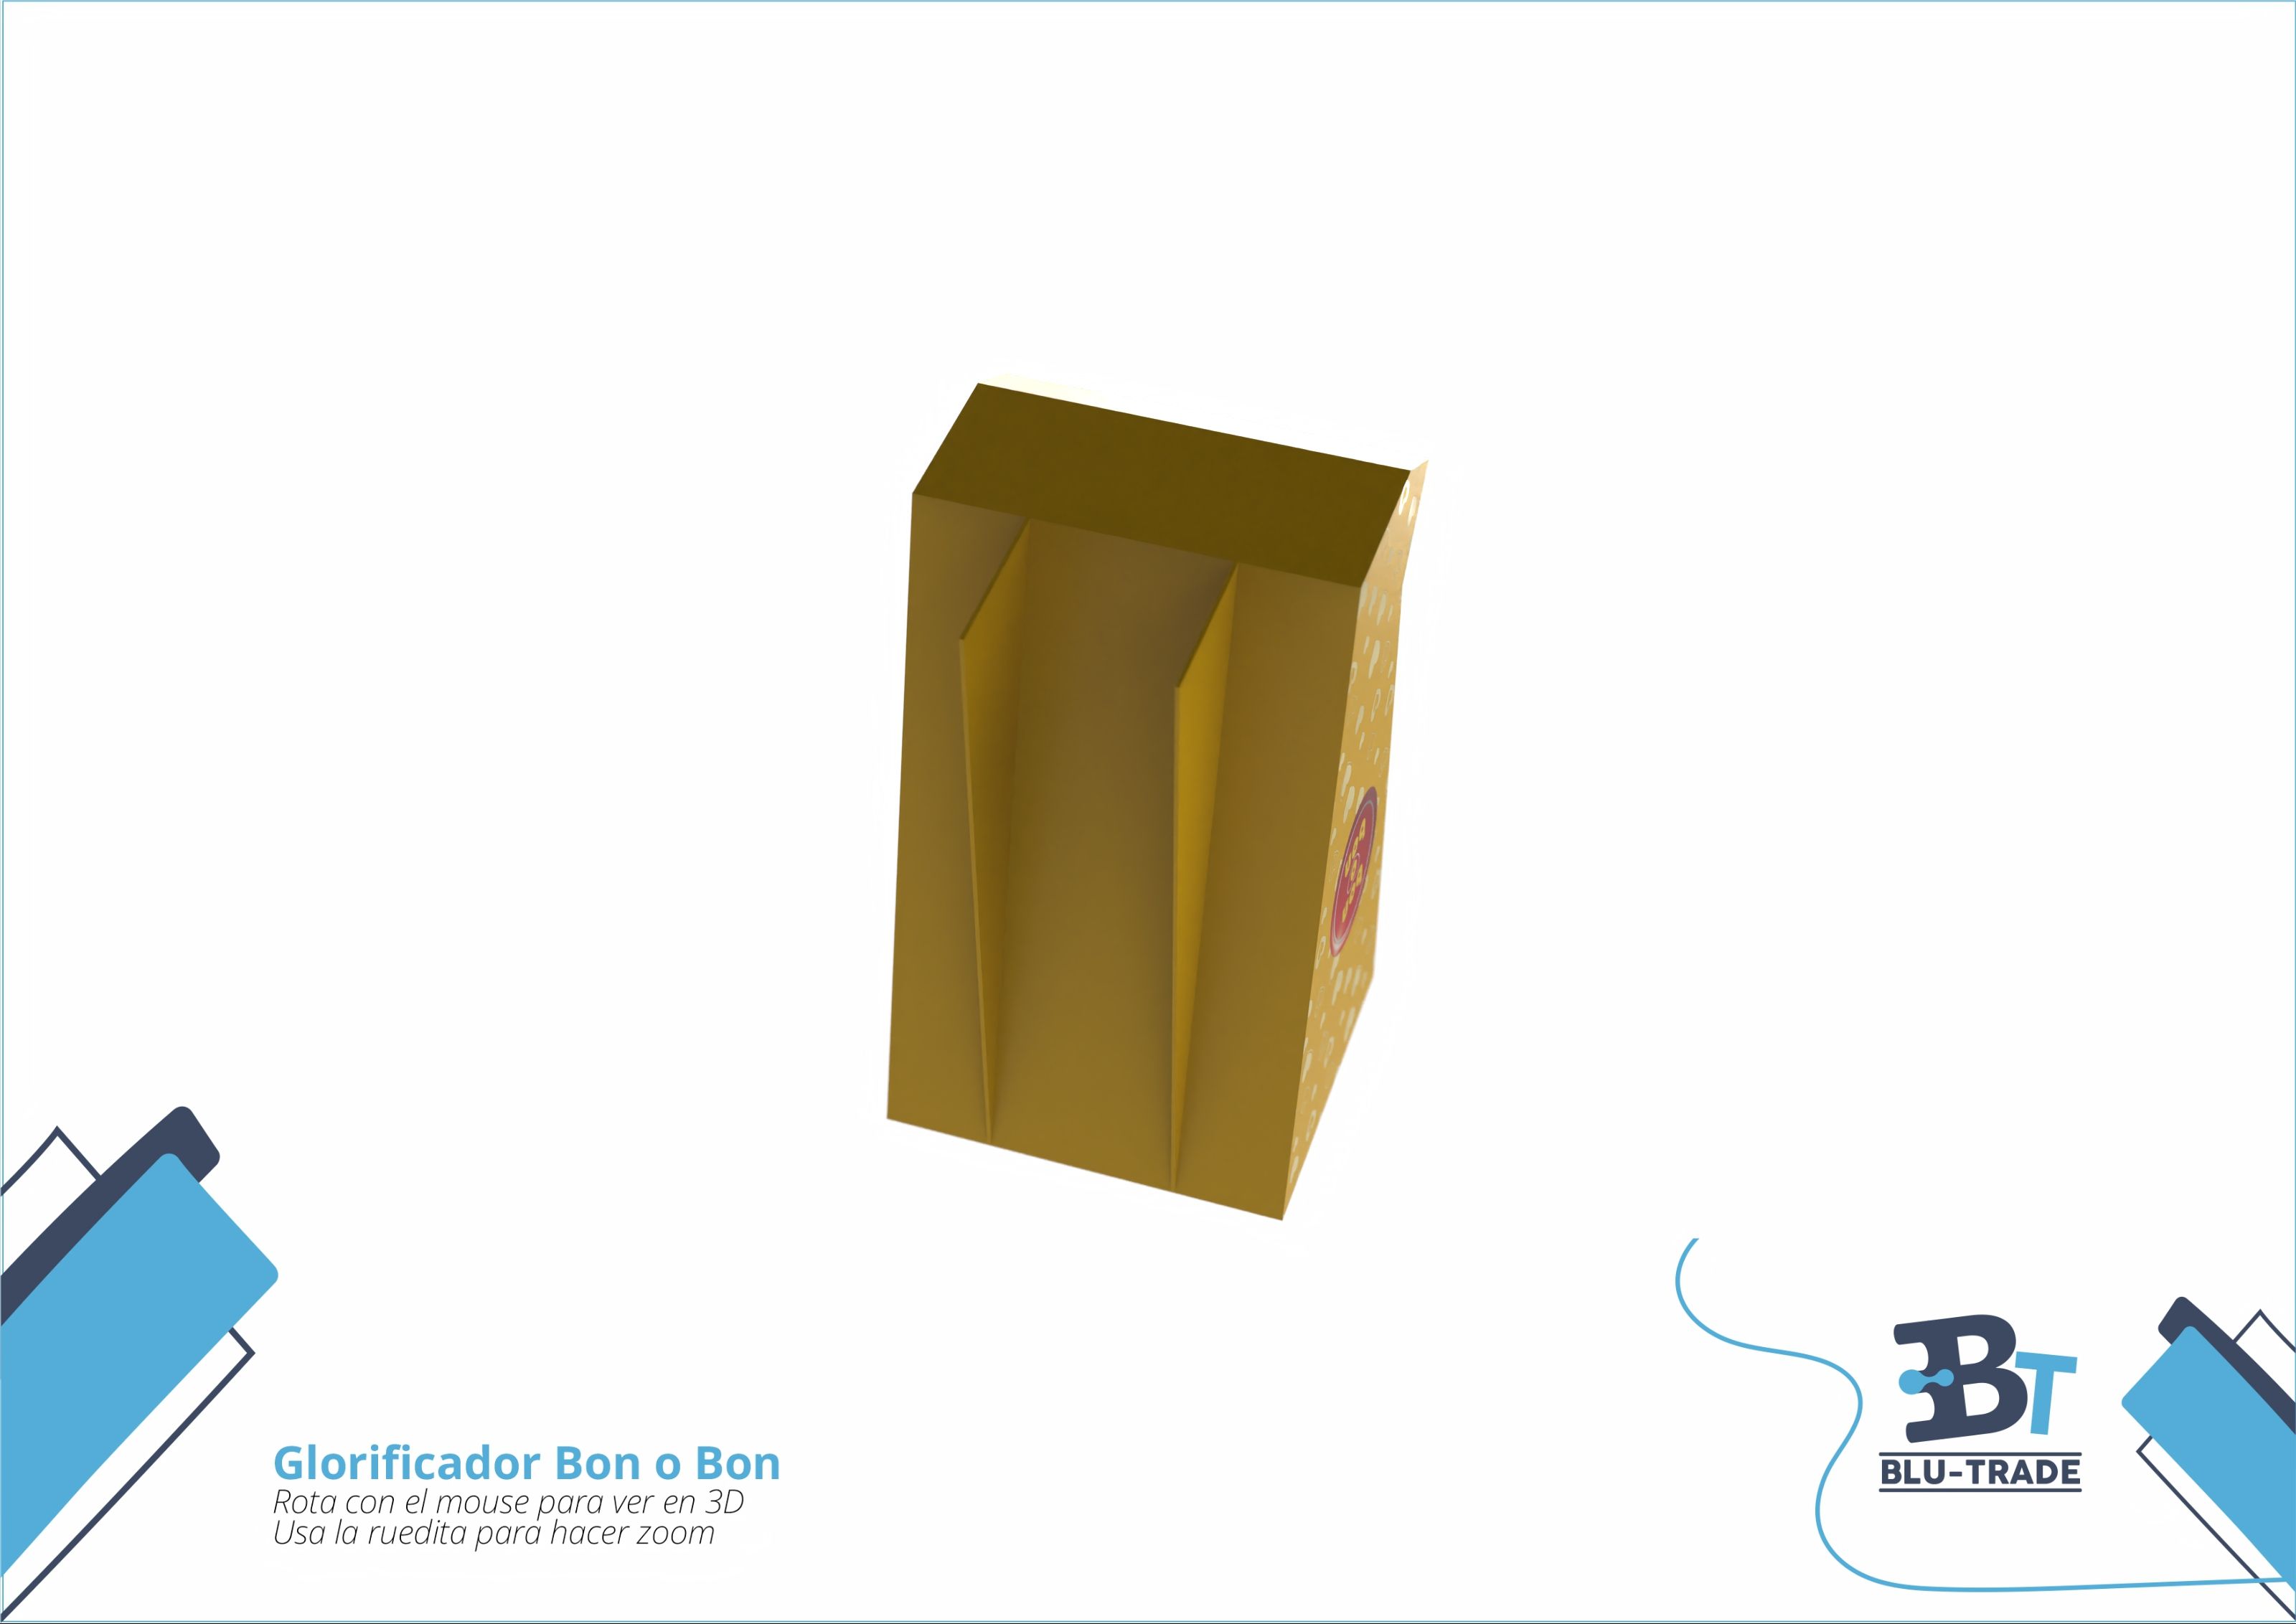 Glorificador Bon o Bon
Rota con el mouse para ver en 3D
Usa la ruedita para hacer zoom
BT
BLU-TRADE